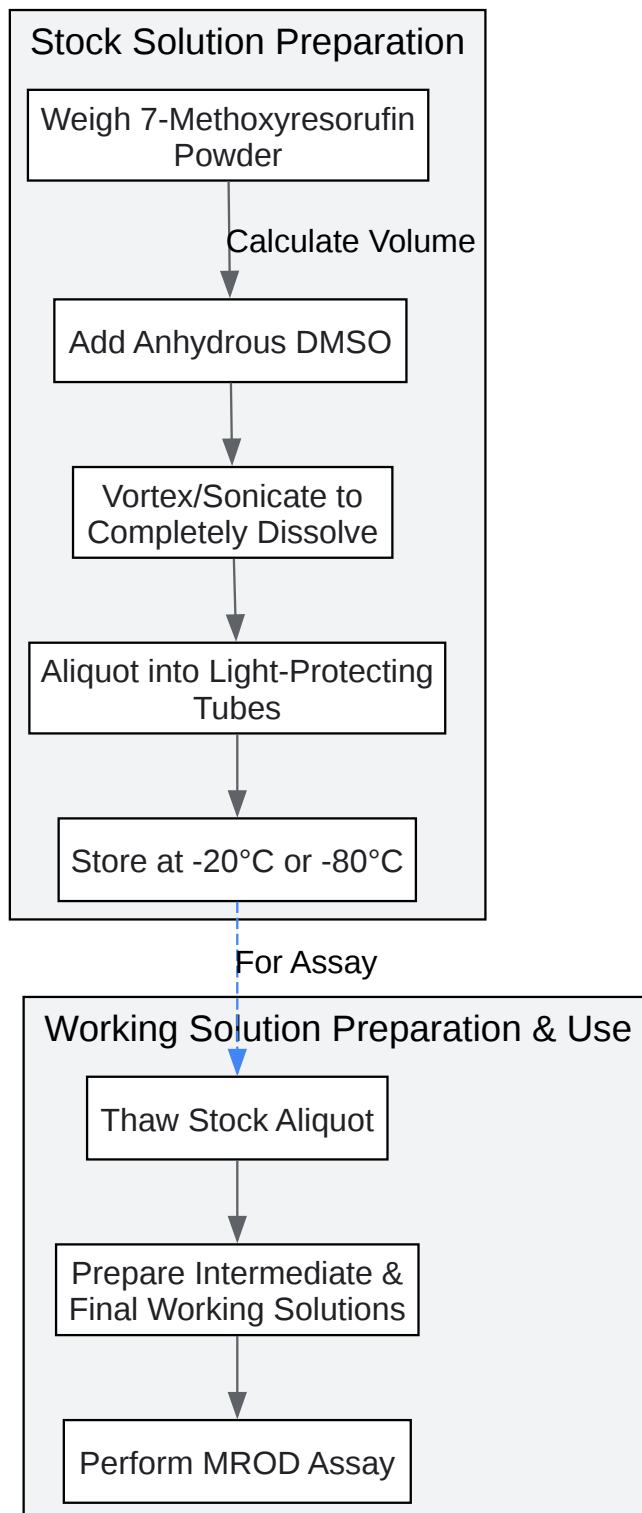 Stock Solution Preparation
Weigh 7-Methoxyresorufin
Powder
Calculate Volume
Add Anhydrous DMSO
Vortex/Sonicate to
Completely Dissolve
Aliquot into Light-Protecting
Tubes
Store at -20°C or -80°C
For Assay
Working Solution Preparation & Use
Thaw Stock Aliquot
Prepare Intermediate &
Final Working Solutions
Perform MROD Assay